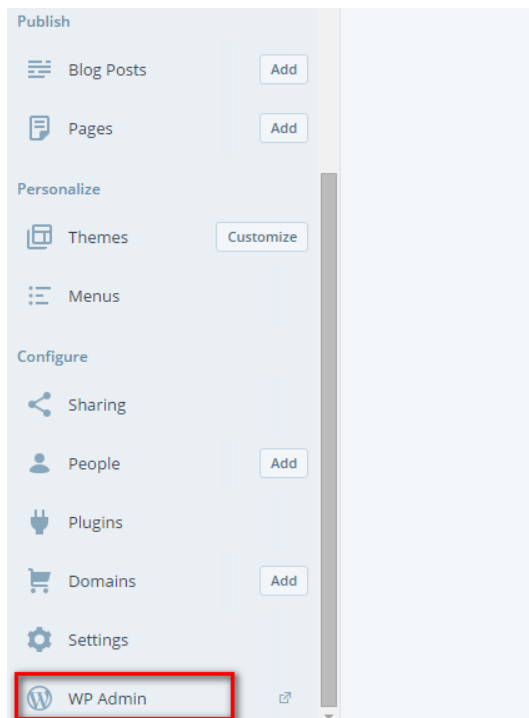 Publish
Blog Posts Add
Pages Add
Personalize
Themes Customize
Menus
Configure
Sharing
People Add
Plugins
Domains Add
Settings
WP Admin